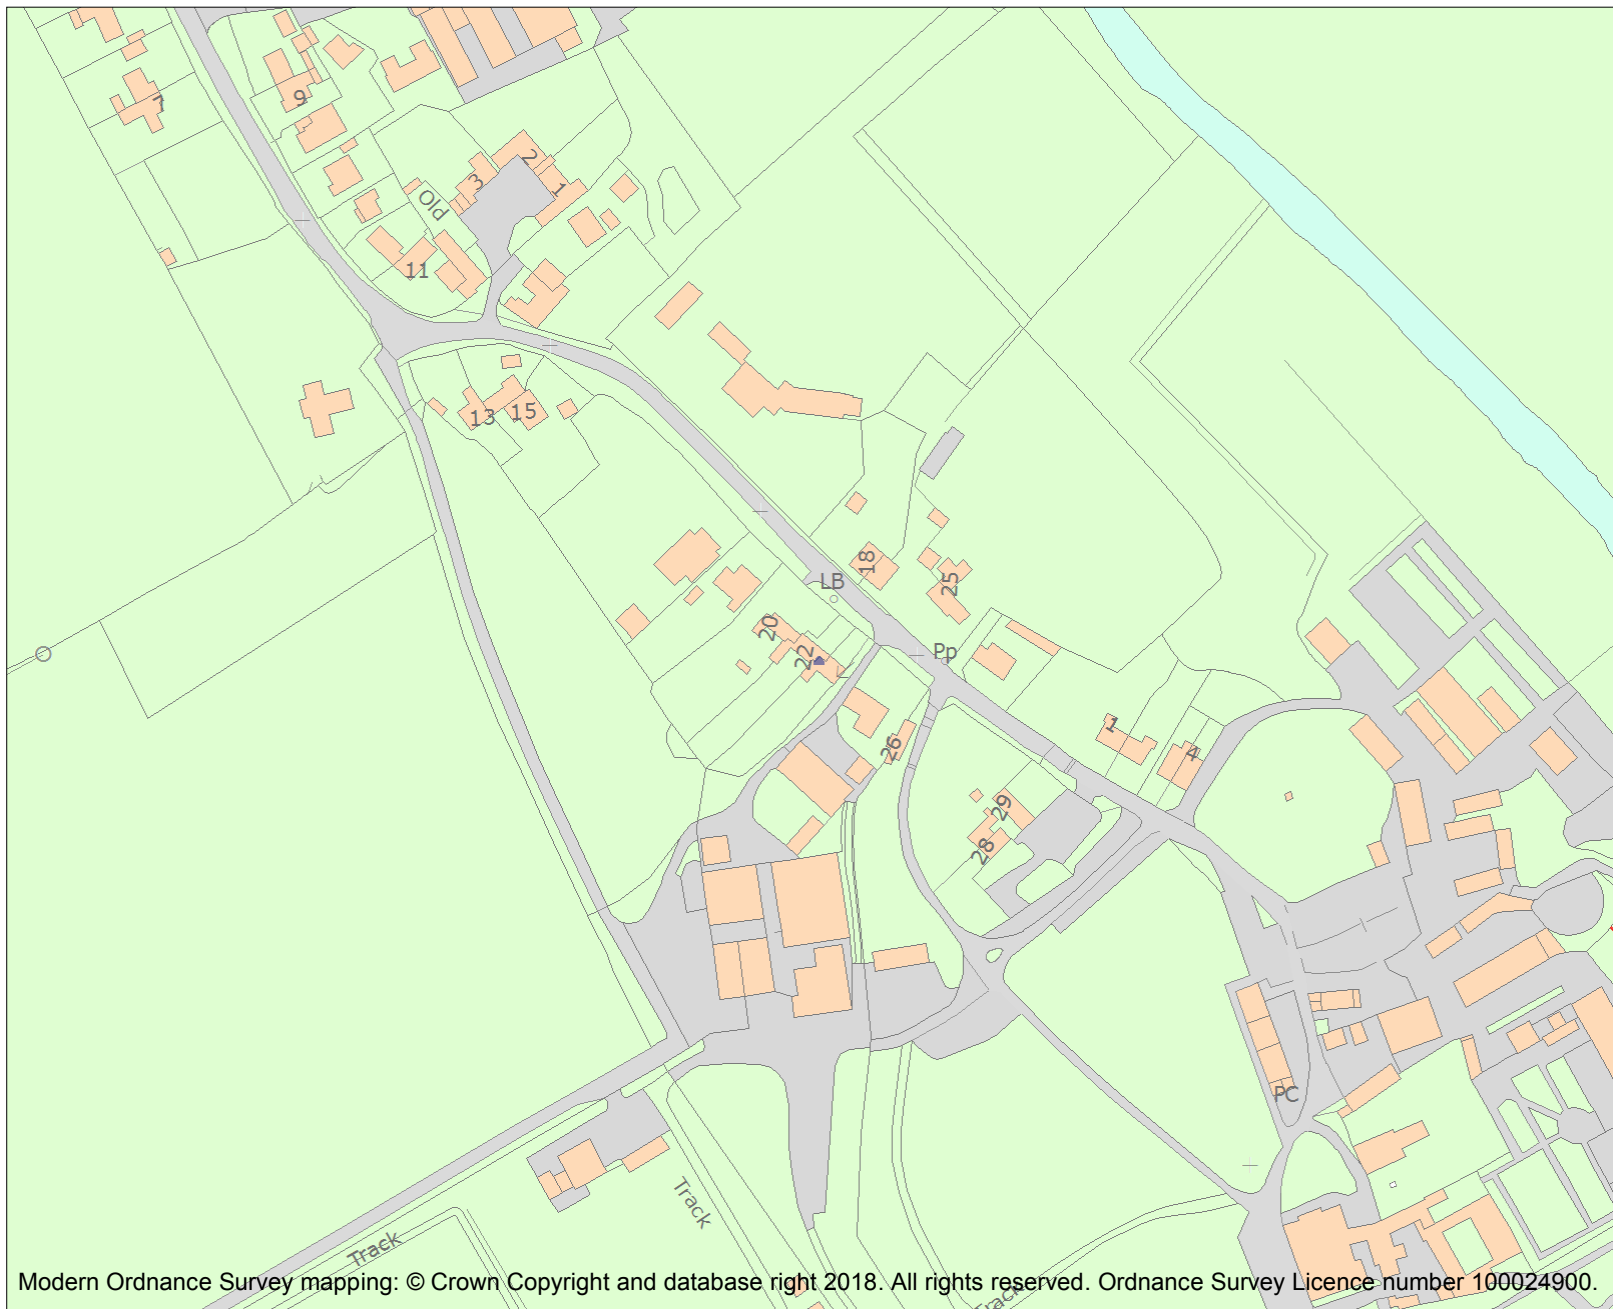 7
9
2
3
1
Old
11
13
15
18
LB
25
20
22
Pp
26
1
4
29
28
PC
Track
Track
Track
Modern Ordnance Survey mapping: © Crown Copyright and database right 2018. All rights reserved. Ordnance Survey Licence number 100024900.